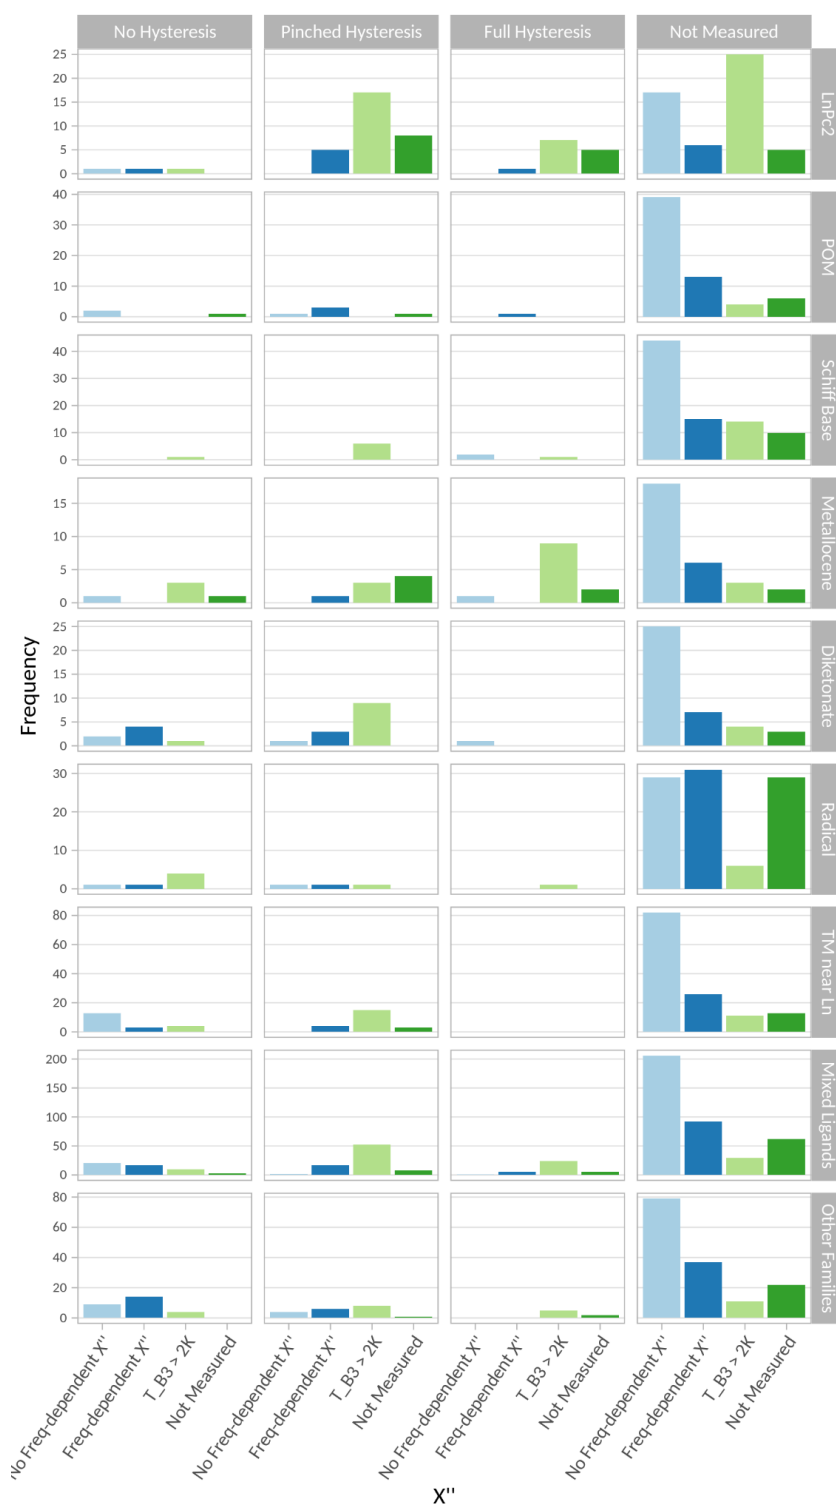 No Hysteresis Pinched Hysteresis Full Hysteresis Not Measured
25
20
15
10
5
0
LnPc2
40
30
20
10
0
POM
40
30
20
10
0
Schiff Base
15
10
5
0
Metallocene
25
20
15
10
5
0
Diketonate
30
20
10
0
Radical
80
60
40
20
0
TM near Ln
200
150
100
50
0
Mixed Ligands
80
60
40
20
0
Other Families
Frequency
No Freq-dependent X''
Freq-dependent X''
T_B3 > 2K
Not Measured
No Freq-dependent X''
Freq-dependent X''
T_B3 > 2K
Not Measured
No Freq-dependent X''
Freq-dependent X''
T_B3 > 2K
Not Measured
No Freq-dependent X''
Freq-dependent X''
T_B3 > 2K
Not Measured
X''